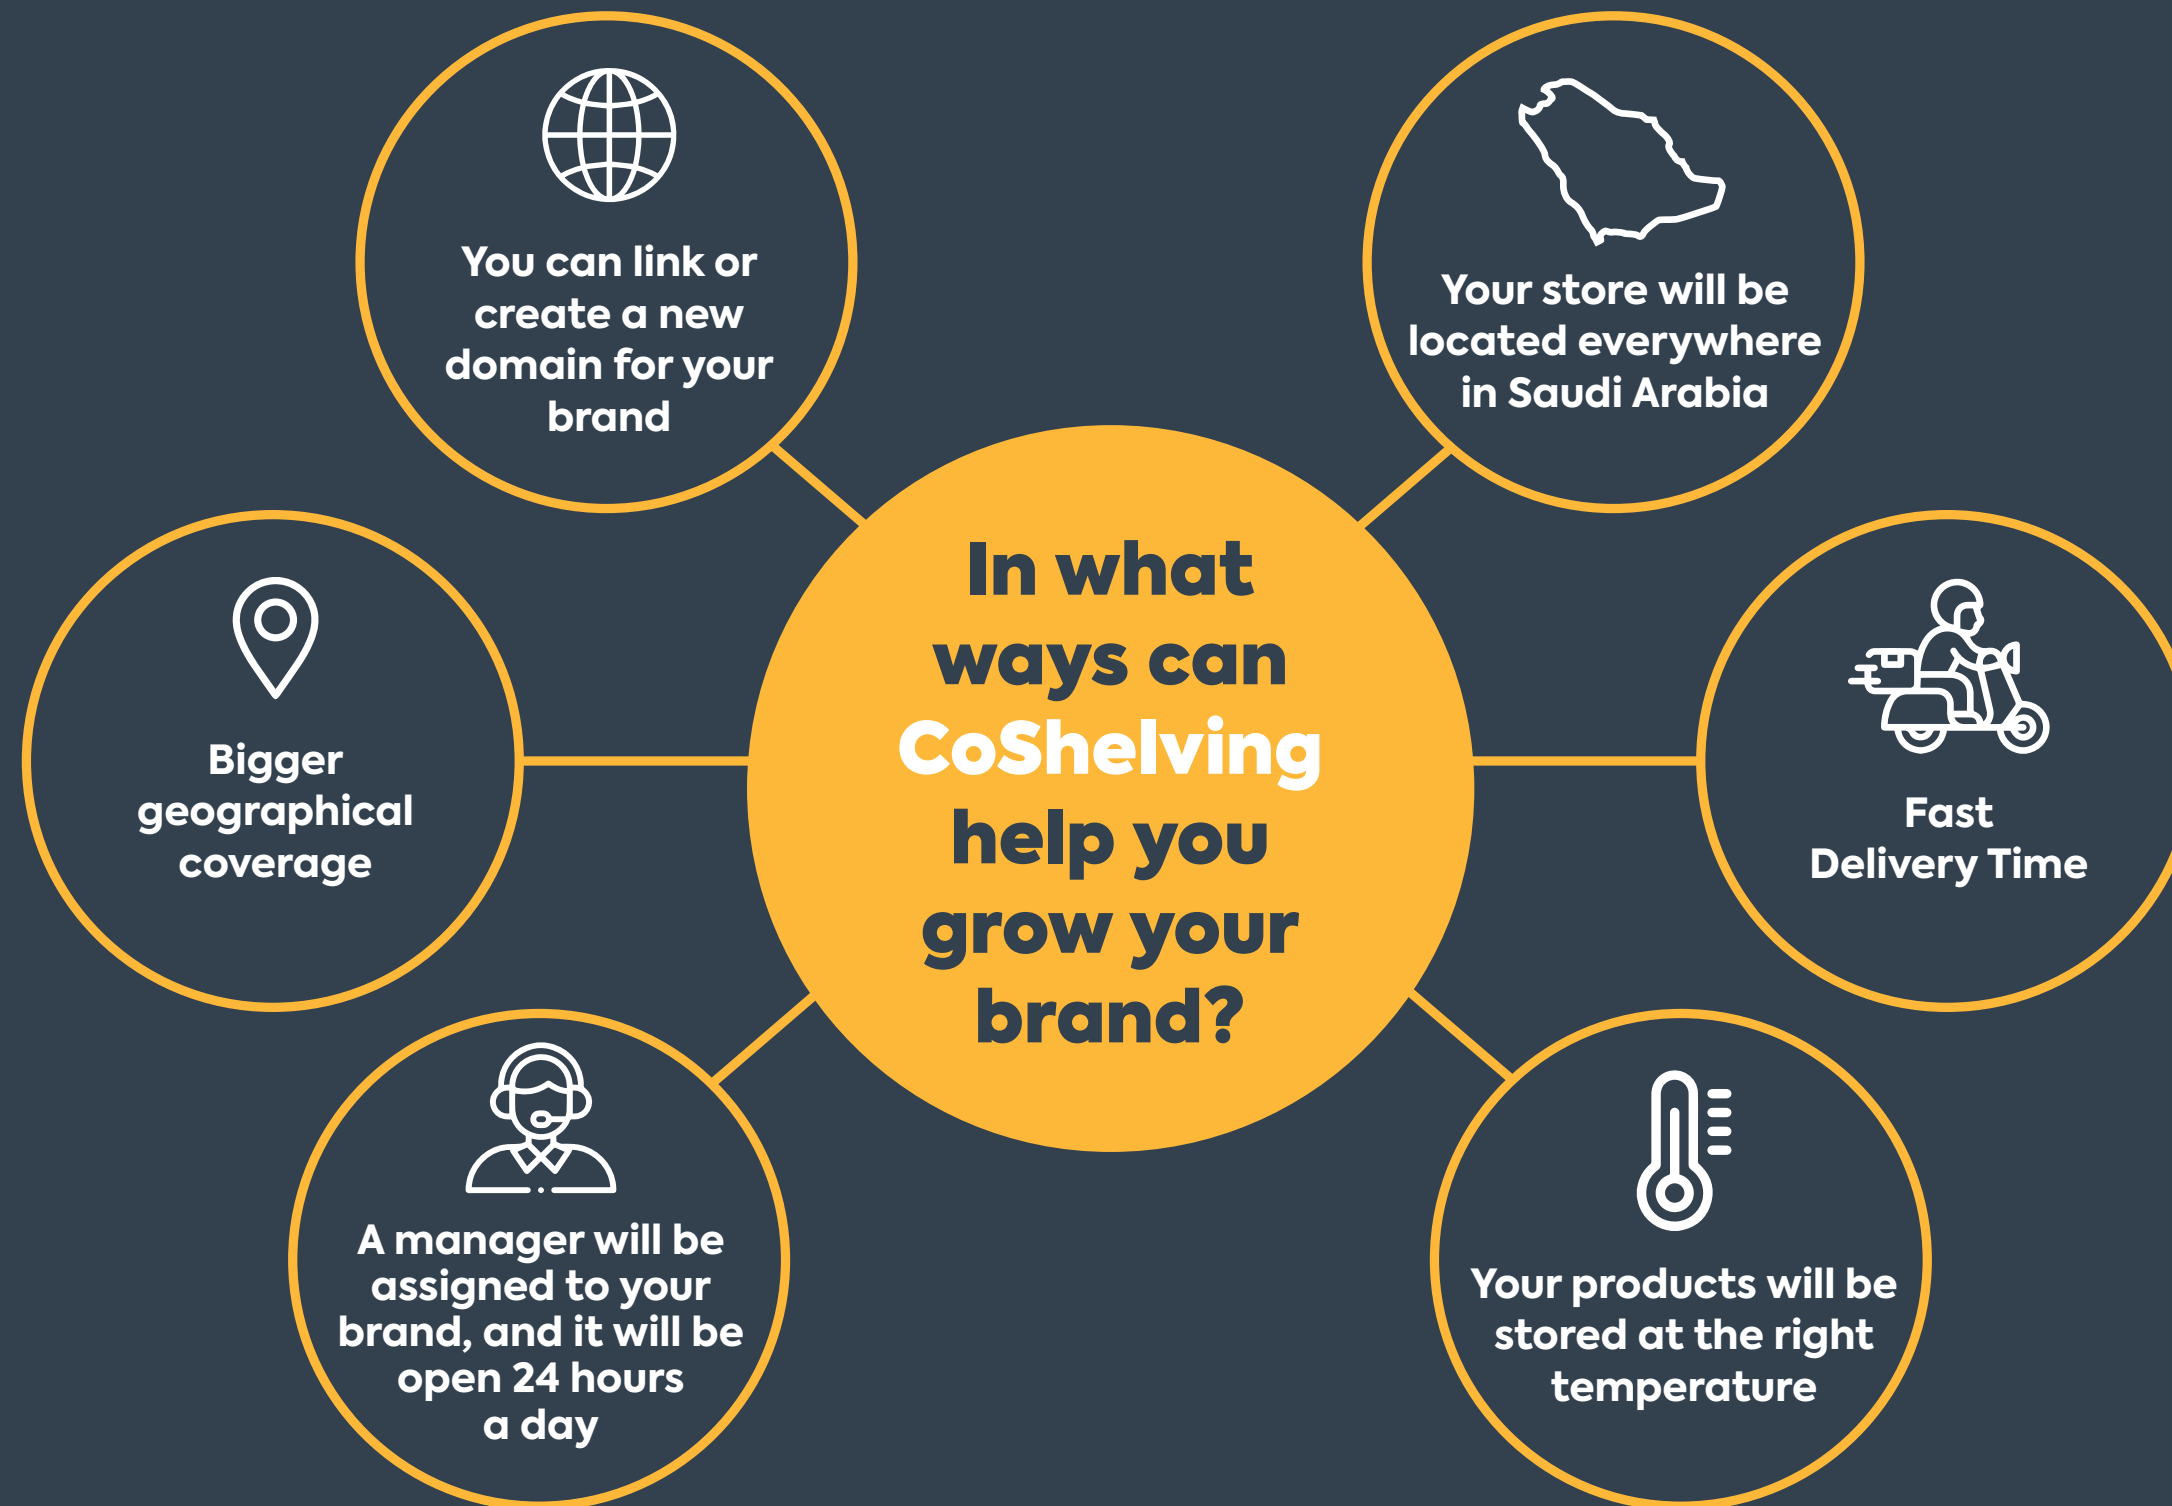 You can link or
create a new
domain for your
brand
Your store will be
located everywhere
in Saudi Arabia
Bigger
geographical
coverage
In what
ways can
CoShelving
help you
grow your
brand?
Fast
Delivery Time
A manager will be
assigned to your
brand, and it will be
open 24 hours
a day
Your products will be
stored at the right
temperature